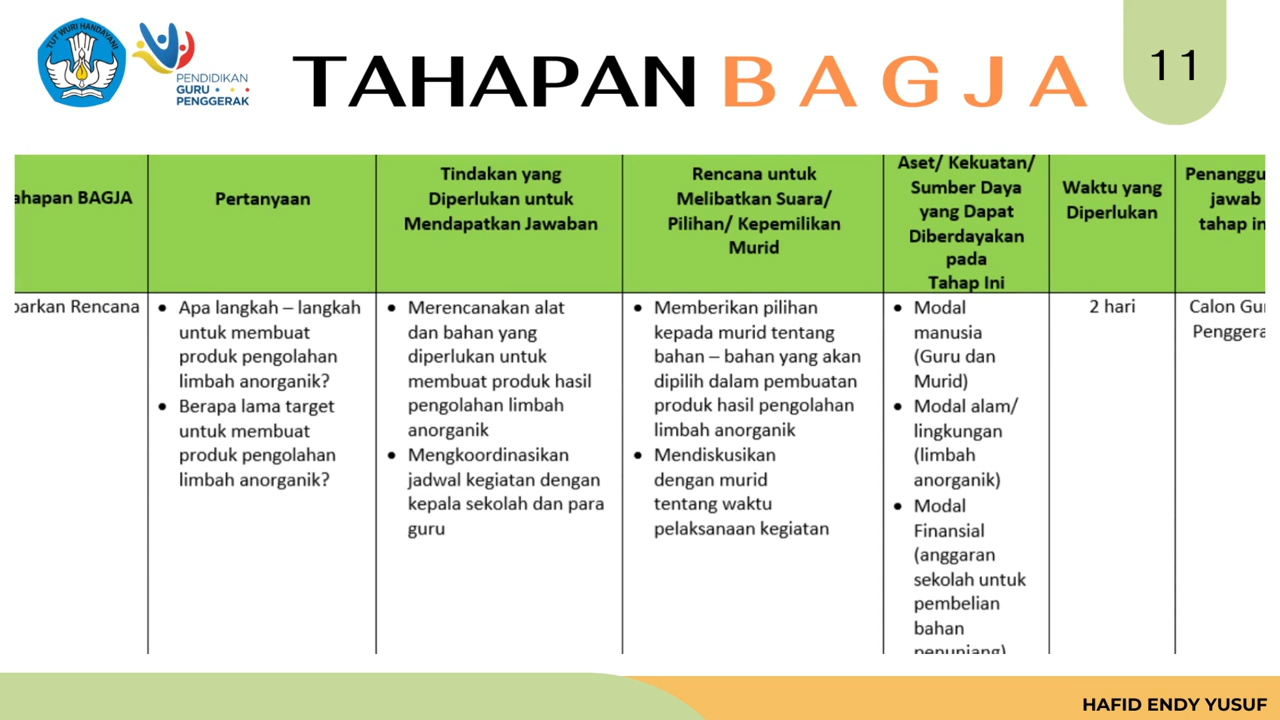 TUT WURI HANDAYANI
PENDIDIKAN
GURU
PENGGERAK
TAHAPAN BAGJA
11
ahapan BAGJA
Pertanyaan
Tindakan yang
Diperlukan untuk
Mendapatkan Jawaban
Rencana untuk
Melibatkan Suara/
Pilihan/ Kepemilikan
Murid
Aset/ Kekuatan/
Sumber Daya
yang Dapat
Diberdayakan
pada
Tahap Ini
Waktu yang
Diperlukan
Penanggu
jawab
tahap in
barkan Rencana
• Apa langkah – langkah
untuk membuat
produk pengolahan
limbah anorganik?
• Berapa lama target
untuk membuat
produk pengolahan
limbah anorganik?
• Merencanakan alat
dan bahan yang
diperlukan untuk
membuat produk hasil
pengolahan limbah
anorganik
• Mengkoordinasikan
jadwal kegiatan dengan
kepala sekolah dan para
guru
• Memberikan pilihan
kepada murid tentang
bahan – bahan yang akan
dipilih dalam pembuatan
produk hasil pengolahan
limbah anorganik
• Mendiskusikan
dengan murid
tentang waktu
pelaksanaan kegiatan
• Modal
manusia
(Guru dan
Murid)
• Modal alam/
lingkungan
(limbah
anorganik)
• Modal
Finansial
(anggaran
sekolah untuk
pembelian
bahan
penunjang)
2 hari
Calon Gu
Penggera
HAFID ENDY YUSUF